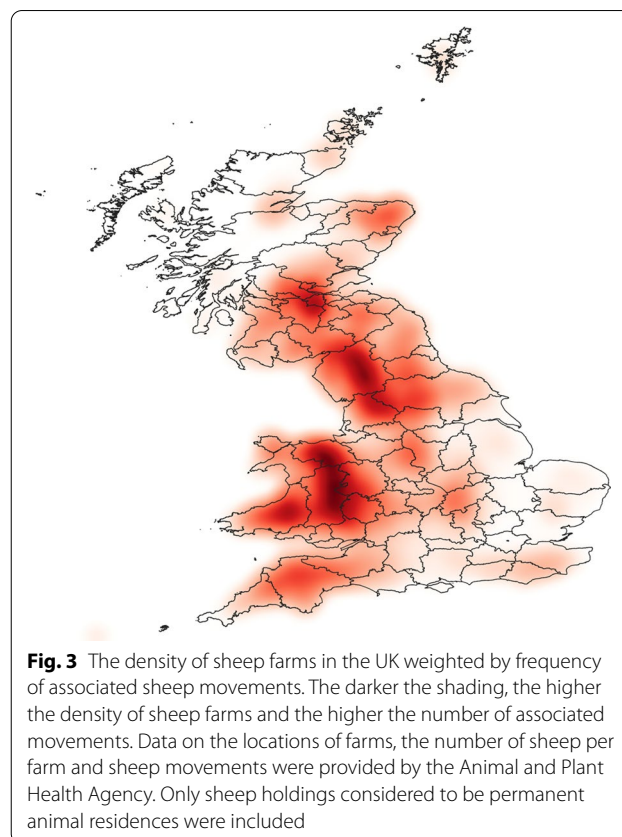 Fig. 3 The density of sheep farms in the UK weighted by frequency
of associated sheep movements. The darker the shading, the higher
the density of sheep farms and the higher the number of associated
movements. Data on the locations of farms, the number of sheep per
farm and sheep movements were provided by the Animal and Plant
Health Agency. Only sheep holdings considered to be permanent
animal residences were included